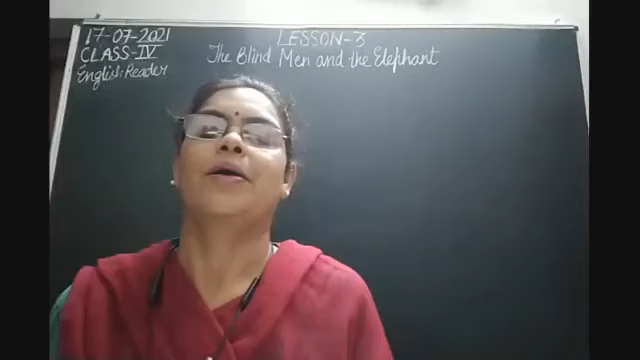 17-07-2021
CLASS-IV
English Reader
LESSON-3
The Blind Men and the Elephant